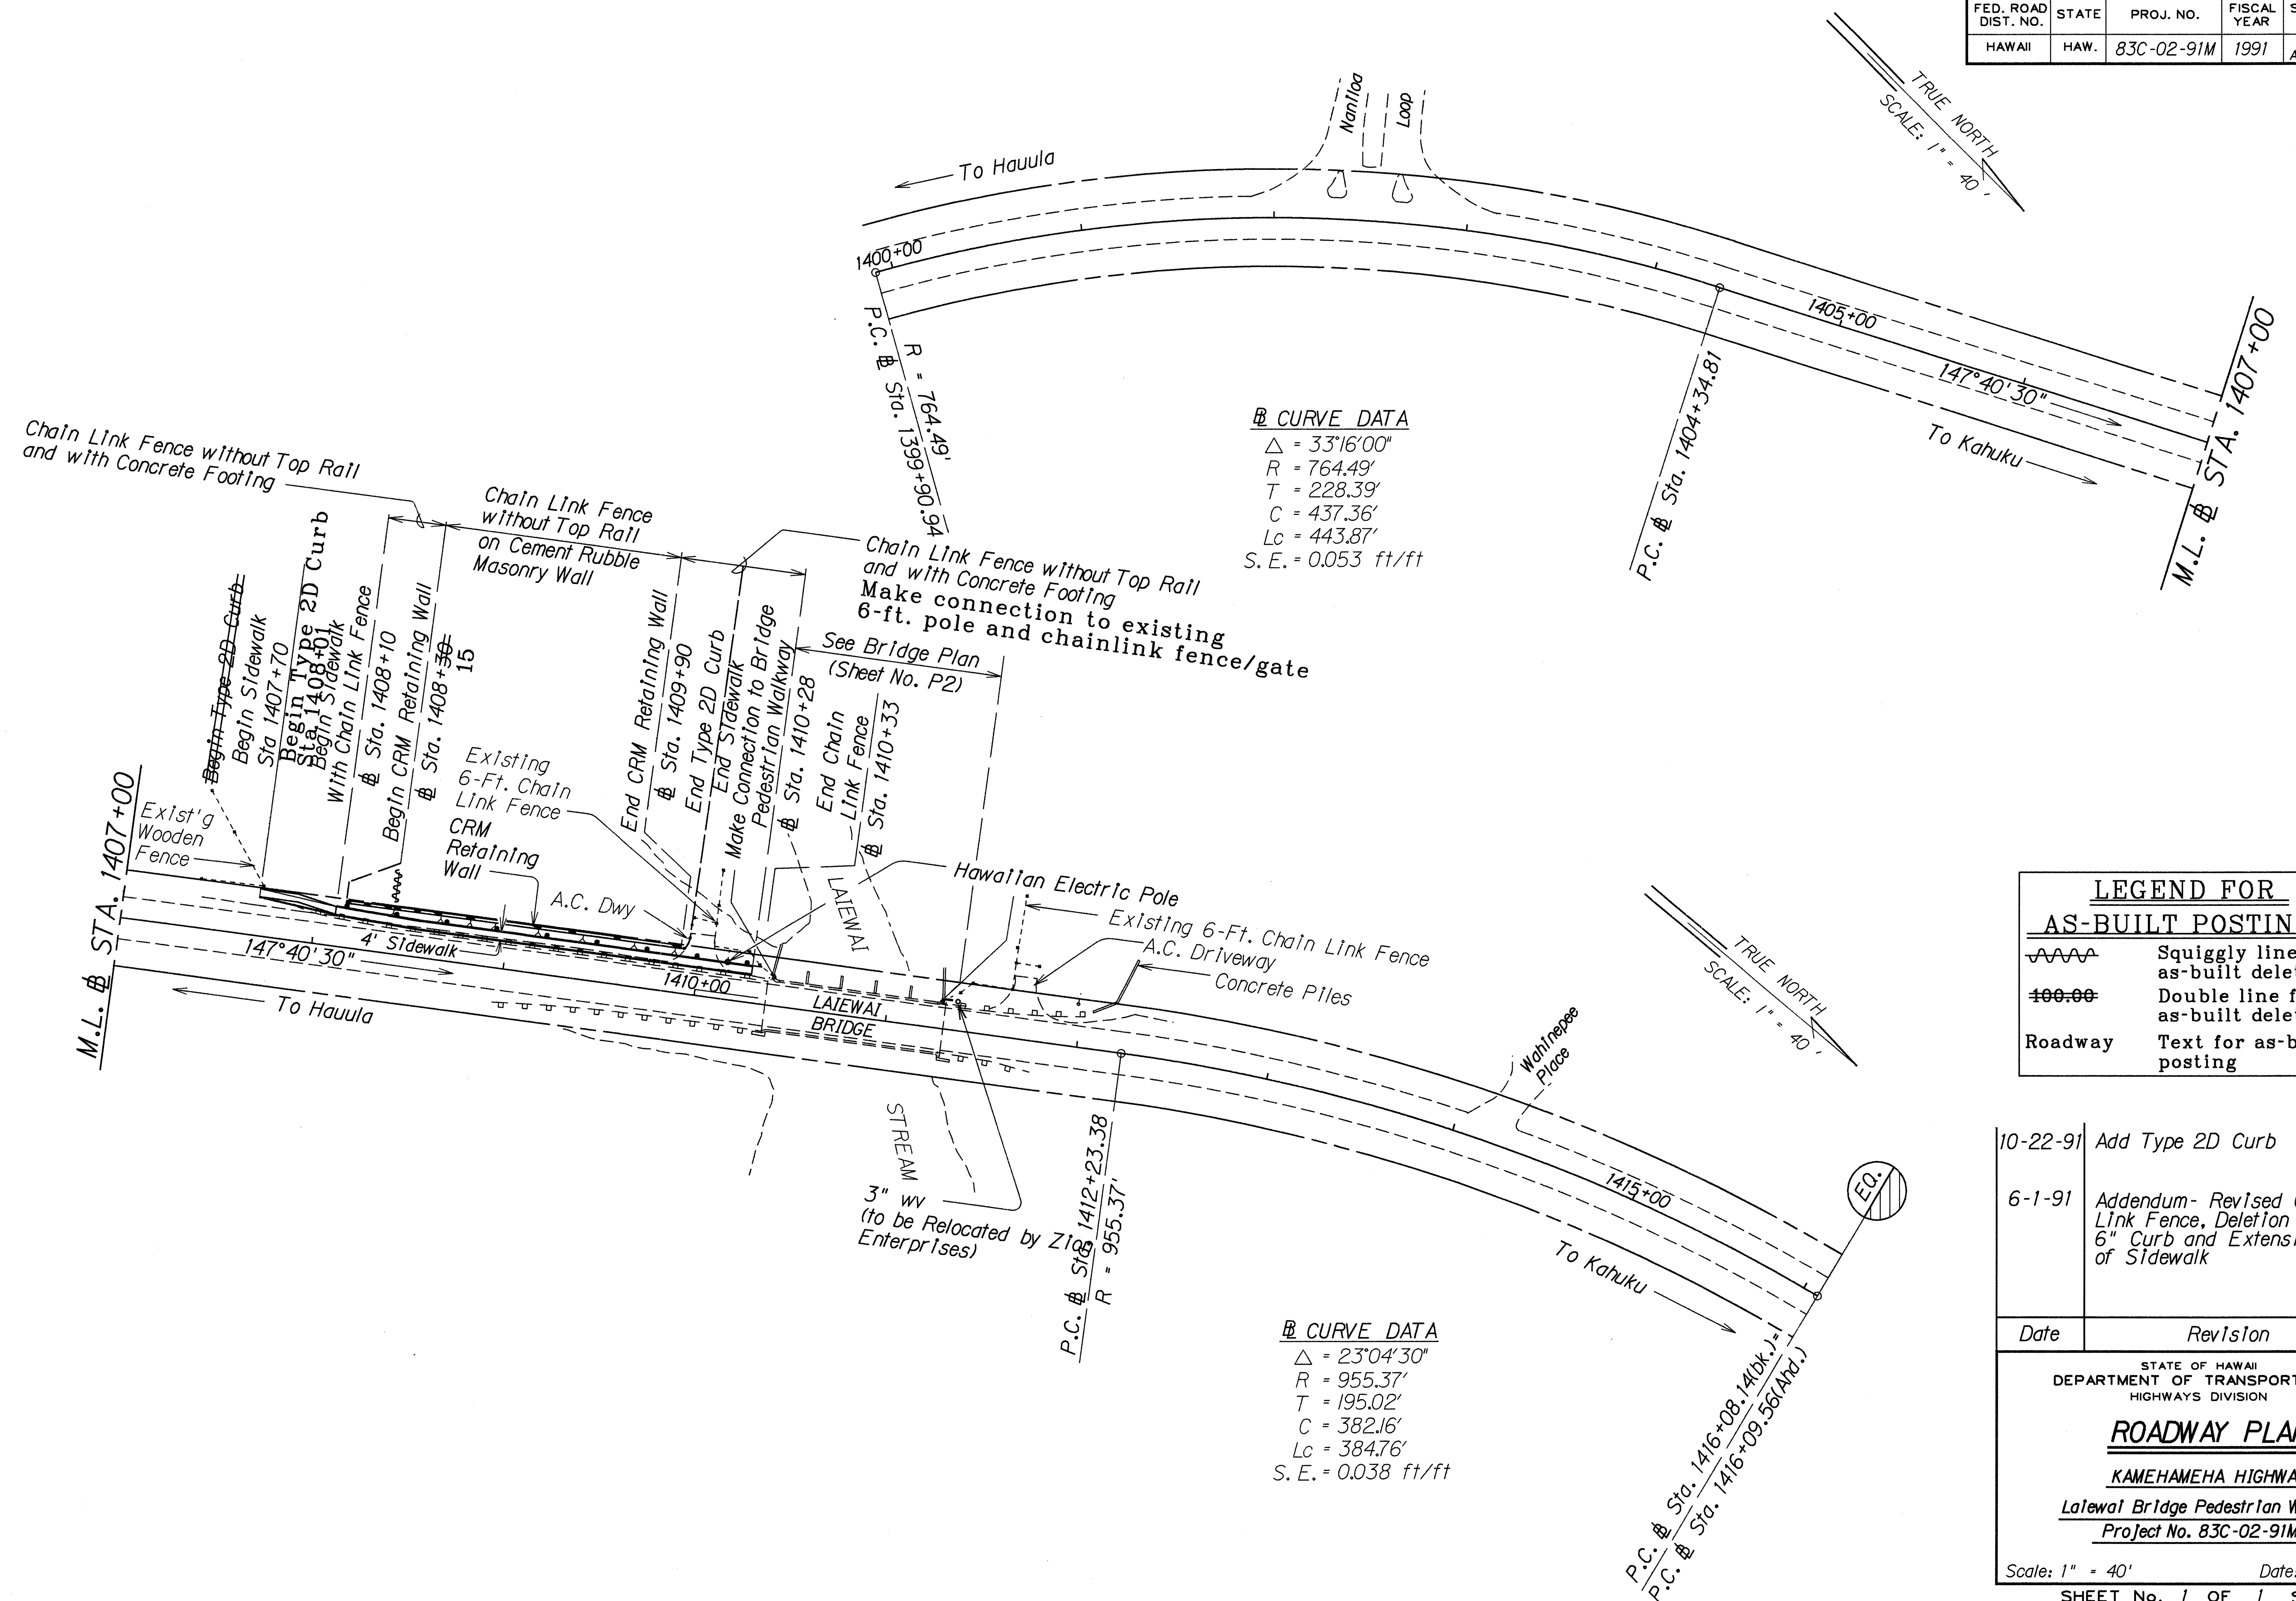 FED. ROAD DIST. NO.
STATE
PROJ. NO.
FISCAL YEAR
HAWAII
HAW.
83C-02-91M
1991
TRUE NORTH
SCALE: 1" = 40'
Naniloa
Loop
To Hauula
1400+00
P.C. ℄ Sta. 1399+90.94
R = 764.49'
1405+00
147°40'30"
To Kahuku
P.C. ℄ Sta. 1404+34.81
M.L. ℄ STA. 1407+00
℄ CURVE DATA
△ = 33°16'00"
R = 764.49'
T = 228.39'
C = 437.36'
Lc = 443.87'
S.E. = 0.053 ft/ft
Chain Link Fence without Top Rail
and with Concrete Footing
Chain Link Fence
without Top Rail
on Cement Rubble
Masonry Wall
Chain Link Fence without Top Rail
and with Concrete Footing
Make connection to existing
6-ft. pole and chainlink fence/gate
See Bridge Plan
(Sheet No. P2)
Begin Type 2D Curb
Begin Sidewalk
Sta 1407+70
Begin Type 2D Curb
Sta. 1408+01
Begin Sidewalk
With Chain Link Fence
℄ Sta. 1408+10
Begin CRM Retaining Wall
℄ Sta. 1408+30
15
End CRM Retaining Wall
℄ Sta. 1409+90
End Type 2D Curb
End Sidewalk
Make Connection to Bridge
Pedestrian Walkway
℄ Sta. 1410+28
End Chain
Link Fence
℄ Sta. 1410+33
Existing
6-Ft. Chain
Link Fence
CRM
Retaining
Wall
A.C. Dwy
Exist'g
Wooden
Fence
M.L. ℄ STA. 1407+00
147°40'30"
4' Sidewalk
1410+00
To Hauula
LAIEWAI
LAIEWAI
BRIDGE
STREAM
Hawaiian Electric Pole
Existing 6-Ft. Chain Link Fence
A.C. Driveway
Concrete Piles
3" wv
(to be Relocated by Zion
Enterprises)
P.C. ℄ Sta. 1412+23.38
R = 955.37'
Wahinepee
Place
TRUE NORTH
SCALE: 1" = 40'
1415+00
To Kahuku
EQ.
P.C. ℄ Sta. 1416+08.14(bk.)=
P.C. ℄ Sta. 1416+09.56(Ahd.)
℄ CURVE DATA
△ = 23°04'30"
R = 955.37'
T = 195.02'
C = 382.16'
Lc = 384.76'
S.E. = 0.038 ft/ft
LEGEND FOR
AS-BUILT POSTIN
Squiggly line
as-built dele
100.00
Double line f
as-built dele
Roadway
Text for as-b
posting
10-22-91 Add Type 2D Curb
6-1-91 Addendum- Revised
Link Fence, Deletion
6" Curb and Extens
of Sidewalk
Date Revision
STATE OF HAWAII
DEPARTMENT OF TRANSPORT
HIGHWAYS DIVISION
ROADWAY PLA
KAMEHAMEHA HIGHWA
Laiewai Bridge Pedestrian W
Project No. 83C-02-91M
Scale: 1" = 40' Date:
SHEET No. 1 OF 1 S